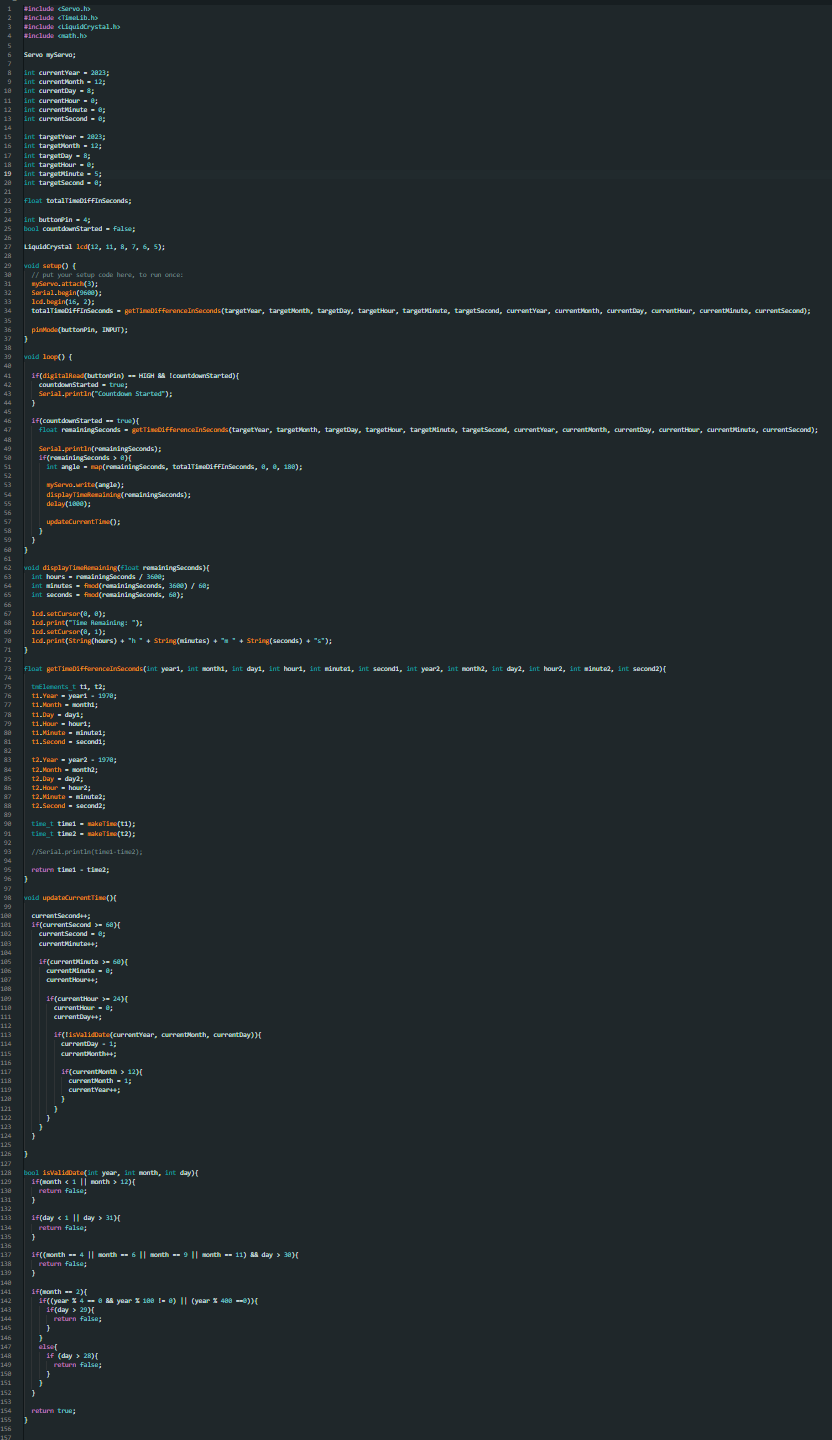 1 #include <Servo.h>
2 #include <TimeLib.h>
3 #include <LiquidCrystal.h>
4 #include <math.h>
5
6 Servo myServo;
7
8 int currentYear = 2023;
9 int currentMonth = 12;
10 int currentDay = 8;
11 int currentHour = 0;
12 int currentMinute = 0;
13 int currentSecond = 0;
14
15 int targetYear = 2023;
16 int targetMonth = 12;
17 int targetDay = 8;
18 int targetHour = 0;
19 int targetMinute = 5;
20 int targetSecond = 0;
21
22 float totalTimeDiffInSeconds;
23
24 int buttonPin = 4;
25 bool countdownStarted = false;
26
27 LiquidCrystal lcd(12, 11, 8, 7, 6, 5);
28
29 void setup() {
30 // put your setup code here, to run once:
31 myServo.attach(3);
32 Serial.begin(9600);
33 lcd.begin(16, 2);
34 totalTimeDiffInSeconds = getTimeDifferenceInSeconds(targetYear, targetMonth, targetDay, targetHour, targetMinute, targetSecond, currentYear, currentMonth, currentDay, currentHour, currentMinute, currentSecond);
35
36 pinMode(buttonPin, INPUT);
37 }
38
39 void loop() {
40
41 if(digitalRead(buttonPin) == HIGH && !countdownStarted){
42 countdownStarted = true;
43 Serial.println("Countdown Started");
44 }
45
46 if(countdownStarted == true){
47 float remainingSeconds = getTimeDifferenceInSeconds(targetYear, targetMonth, targetDay, targetHour, targetMinute, targetSecond, currentYear, currentMonth, currentDay, currentHour, currentMinute, currentSecond);
48
49 Serial.println(remainingSeconds);
50 if(remainingSeconds > 0){
51 int angle = map(remainingSeconds, totalTimeDiffInSeconds, 0, 0, 180);
52
53 myServo.write(angle);
54 displayTimeRemaining(remainingSeconds);
55 delay(1000);
56
57 updateCurrentTime();
58 }
59 }
60 }
61
62 void displayTimeRemaining(float remainingSeconds){
63 int hours = remainingSeconds / 3600;
64 int minutes = fmod(remainingSeconds, 3600) / 60;
65 int seconds = fmod(remainingSeconds, 60);
66
67 lcd.setCursor(0, 0);
68 lcd.print("Time Remaining: ");
69 lcd.setCursor(0, 1);
70 lcd.print(String(hours) + "h " + String(minutes) + "m " + String(seconds) + "s");
71 }
72
73 float getTimeDifferenceInSeconds(int year1, int month1, int day1, int hour1, int minute1, int second1, int year2, int month2, int day2, int hour2, int minute2, int second2){
74
75 tmElements_t t1, t2;
76 t1.Year = year1 - 1970;
77 t1.Month = month1;
78 t1.Day = day1;
79 t1.Hour = hour1;
80 t1.Minute = minute1;
81 t1.Second = second1;
82
83 t2.Year = year2 - 1970;
84 t2.Month = month2;
85 t2.Day = day2;
86 t2.Hour = hour2;
87 t2.Minute = minute2;
88 t2.Second = second2;
89
90 time_t time1 = makeTime(t1);
91 time_t time2 = makeTime(t2);
92
93 //Serial.println(time1-time2);
94
95 return time1 - time2;
96 }
97
98 void updateCurrentTime(){
99
100 currentSecond++;
101 if(currentSecond >= 60){
102 currentSecond = 0;
103 currentMinute++;
104
105 if(currentMinute >= 60){
106 currentMinute = 0;
107 currentHour++;
108
109 if(currentHour >= 24){
110 currentHour = 0;
111 currentDay++;
112
113 if(!isValidDate(currentYear, currentMonth, currentDay)){
114 currentDay - 1;
115 currentMonth++;
116
117 if(currentMonth > 12){
118 currentMonth = 1;
119 currentYear++;
120 }
121 }
122 }
123 }
124 }
125
126 }
127
128 bool isValidDate(int year, int month, int day){
129 if(month < 1 || month > 12){
130 return false;
131 }
132
133 if(day < 1 || day > 31){
134 return false;
135 }
136
137 if((month == 4 || month == 6 || month == 9 || month == 11) && day > 30){
138 return false;
139 }
140
141 if(month == 2){
142 if((year % 4 == 0 && year % 100 != 0) || (year % 400 ==0)){
143 if(day > 29){
144 return false;
145 }
146 }
147 else{
148 if (day > 28){
149 return false;
150 }
151 }
152 }
153
154 return true;
155 }
156
157